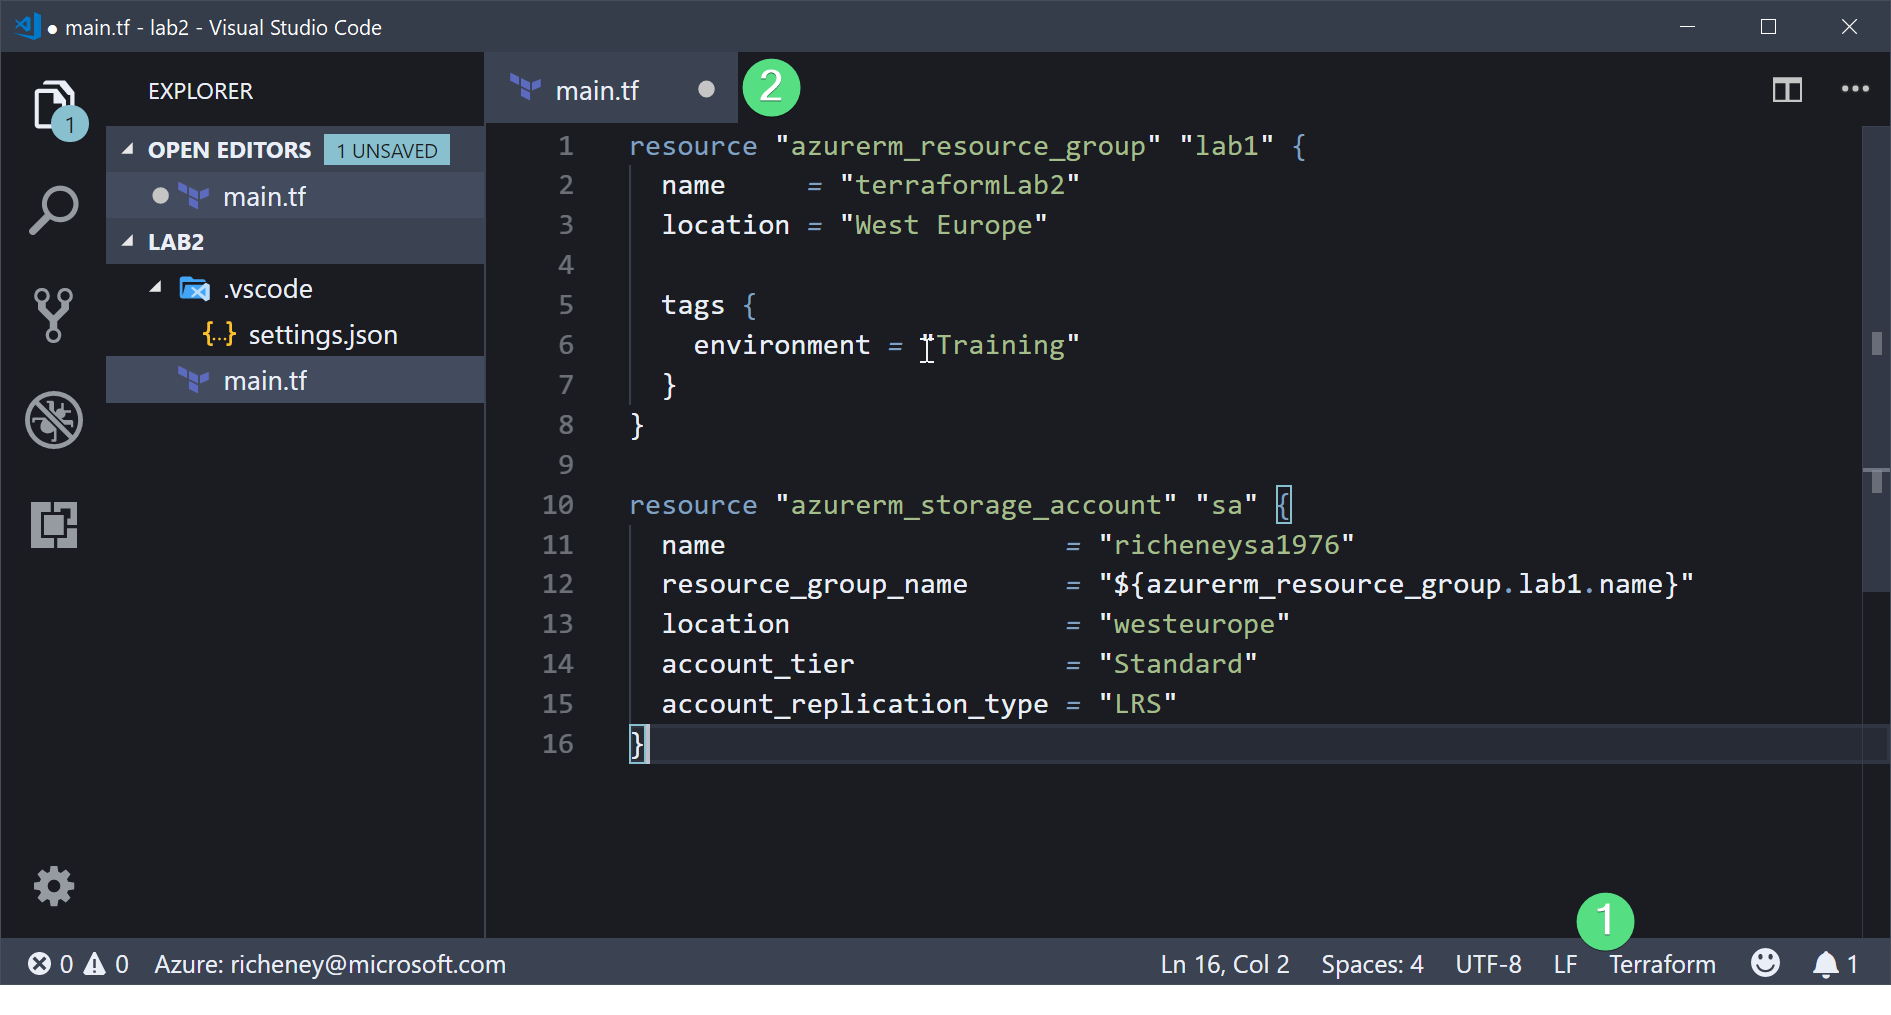 main.tf - lab2 - Visual Studio Code
EXPLORER
1
OPEN EDITORS 1 UNSAVED
main.tf
LAB2
.vscode
{...} settings.json
main.tf
main.tf
2
1 resource "azurerm_resource_group" "lab1" {
2   name     = "terraformLab2"
3   location = "West Europe"
4
5   tags {
6     environment = "Training"
7   }
8 }
9
10 resource "azurerm_storage_account" "sa" {
11   name                     = "richeneysa1976"
12   resource_group_name      = "${azurerm_resource_group.lab1.name}"
13   location                 = "westeurope"
14   account_tier             = "Standard"
15   account_replication_type = "LRS"
16 }
1
0 0 Azure: richeney@microsoft.com Ln 16, Col 2 Spaces: 4 UTF-8 LF Terraform 1